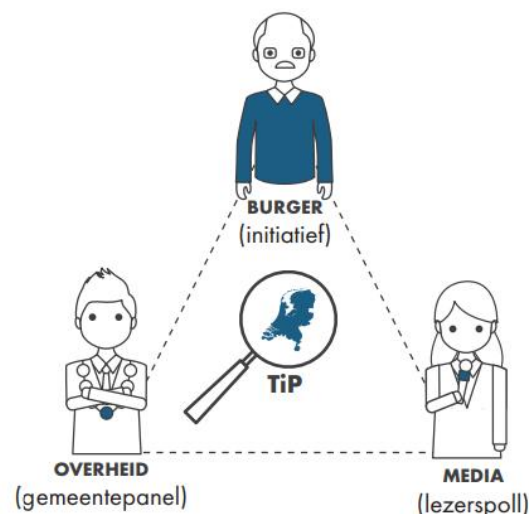 BURGER
(initiatief)
TiP
OVERHEID
(gemeentepanel)
MEDIA
(lezerspoll)